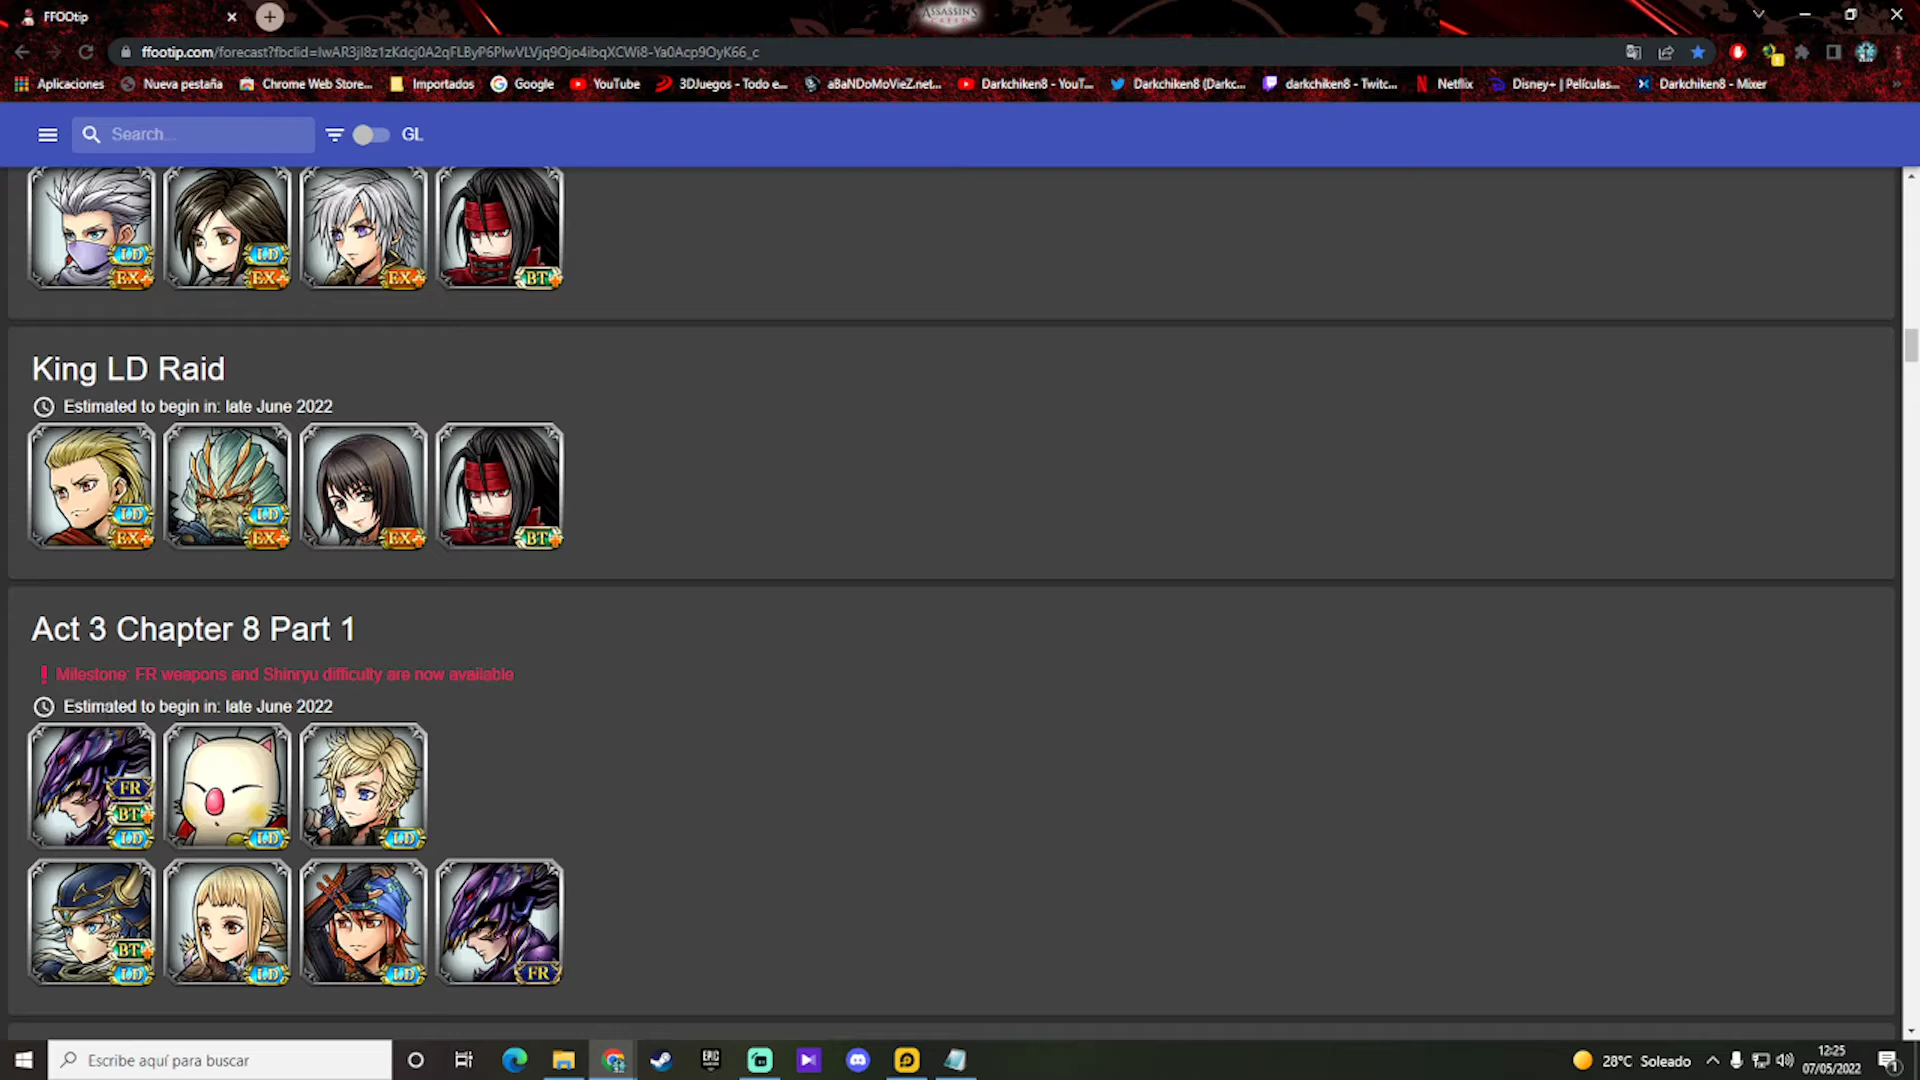 FFOOtip
ASSASSIN'S
ffootip.com/forecast?fbclid=IwAR3jI8z1zKdcj0A2qFLByP6PIwVLVjq9Ojo4ibqXCWi8-Ya0Acp9OyK66_c
Aplicaciones Nueva pestaña Chrome Web Store... Importados Google YouTube 3DJuegos - Todo e... aBaNDoMoVieZ.net... Darkchiken8 - YouT... Darkchiken8 (Darkc... darkchiken8 - Twitc... Netflix Disney+ | Películas... Darkchiken8 - Mixer »
Search... GL
LD LD
EX+ EX+ EX+ BT+
King LD Raid
Estimated to begin in: late June 2022
LD LD
EX+ EX+ EX+ BT+
Act 3 Chapter 8 Part 1
! Milestone: FR weapons and Shinryu difficulty are now available
Estimated to begin in: late June 2022
FR
BT+
LD LD LD
BT+
LD LD LD FR
Escribe aquí para buscar
EPIC
28°C Soleado
12:25
07/05/2022
1